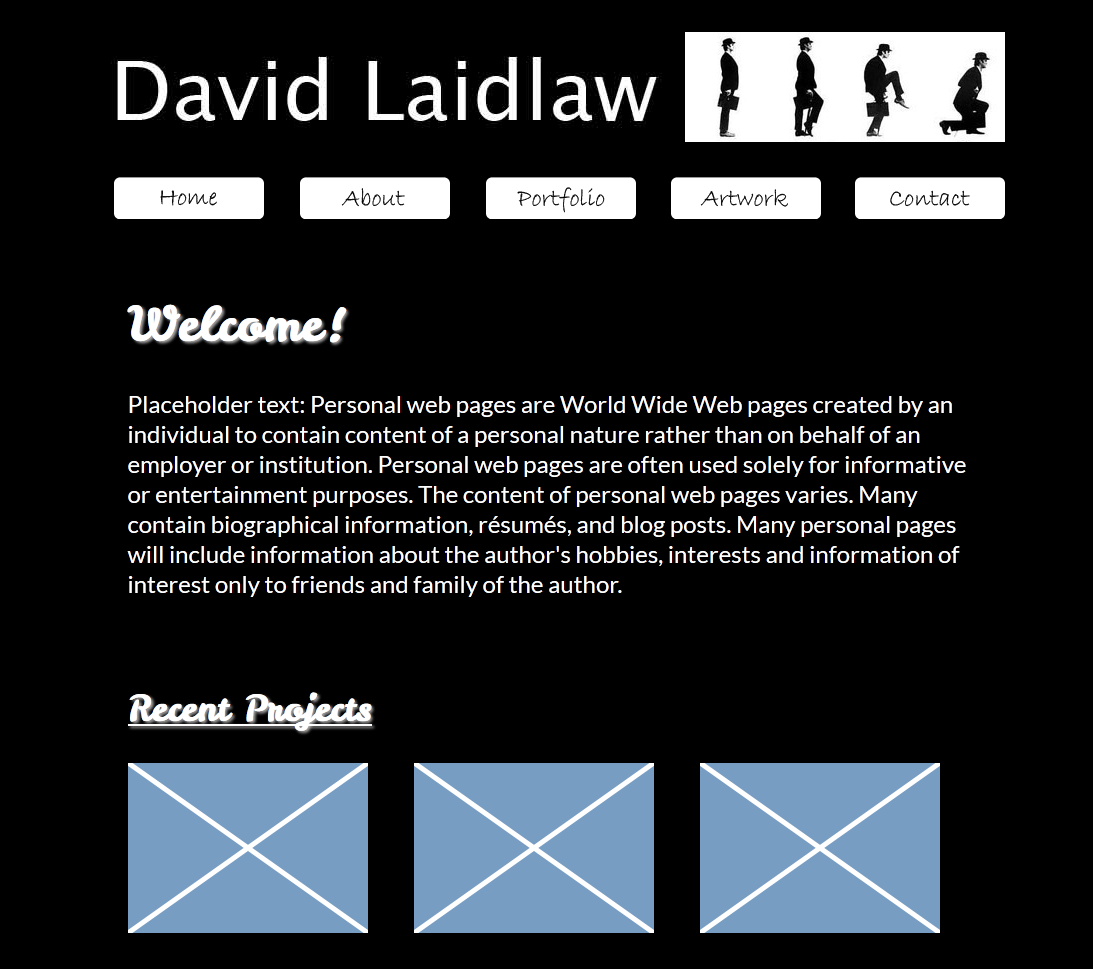 David Laidlaw
Home
About
Portfolio
Artwork
Contact
Welcome!
Placeholder text: Personal web pages are World Wide Web pages created by an
individual to contain content of a personal nature rather than on behalf of an
employer or institution. Personal web pages are often used solely for informative
or entertainment purposes. The content of personal web pages varies. Many
contain biographical information, résumés, and blog posts. Many personal pages
will include information about the author's hobbies, interests and information of
interest only to friends and family of the author.
Recent Projects